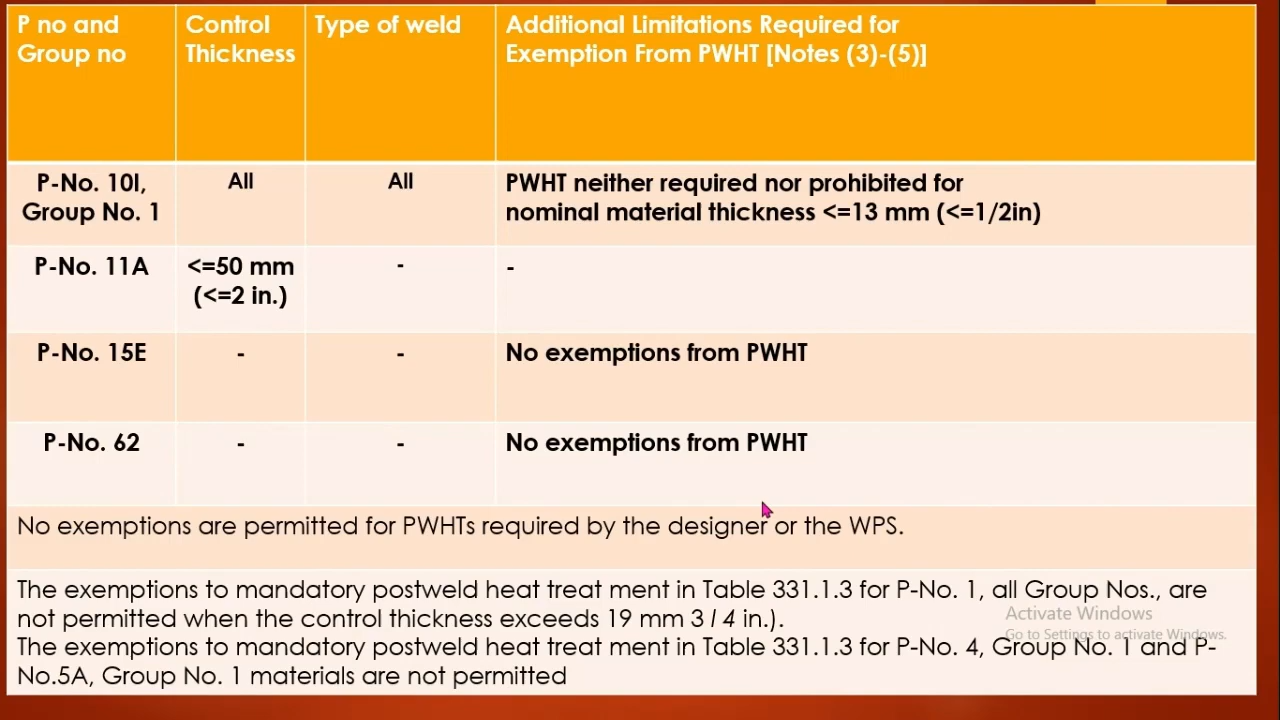 P no and
Group no
Control
Thickness
Type of weld
Additional Limitations Required for
Exemption From PWHT [Notes (3)-(5)]
P-No. 10I,
Group No. 1
All
All
PWHT neither required nor prohibited for
nominal material thickness <=13 mm (<=1/2in)
P-No. 11A
<=50 mm
(<=2 in.)
-
-
P-No. 15E
-
-
No exemptions from PWHT
P-No. 62
-
-
No exemptions from PWHT
No exemptions are permitted for PWHTs required by the designer or the WPS.
The exemptions to mandatory postweld heat treat ment in Table 331.1.3 for P-No. 1, all Group Nos., are
not permitted when the control thickness exceeds 19 mm 3 / 4 in.).
The exemptions to mandatory postweld heat treat ment in Table 331.1.3 for P-No. 4, Group No. 1 and P-
No.5A, Group No. 1 materials are not permitted
Activate Windows
Go to Settings to activate Windows.